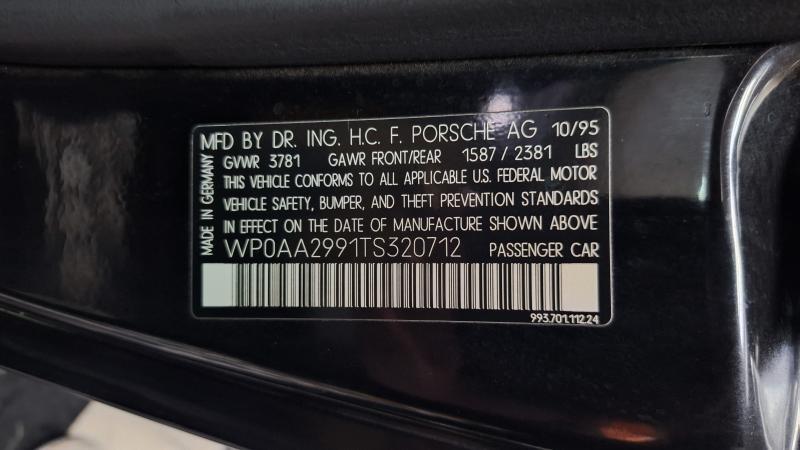 MFD BY DR. ING. H.C. F. PORSCHE AG 10/95
GVWR 3781 GAWR FRONT/REAR 1587 / 2381 LBS
THIS VEHICLE CONFORMS TO ALL APPLICABLE U.S. FEDERAL MOTOR
VEHICLE SAFETY, BUMPER, AND THEFT PREVENTION STANDARDS
IN EFFECT ON THE DATE OF MANUFACTURE SHOWN ABOVE
WP0AA2991TS320712 PASSENGER CAR
MADE IN GERMANY
993.701.112.24